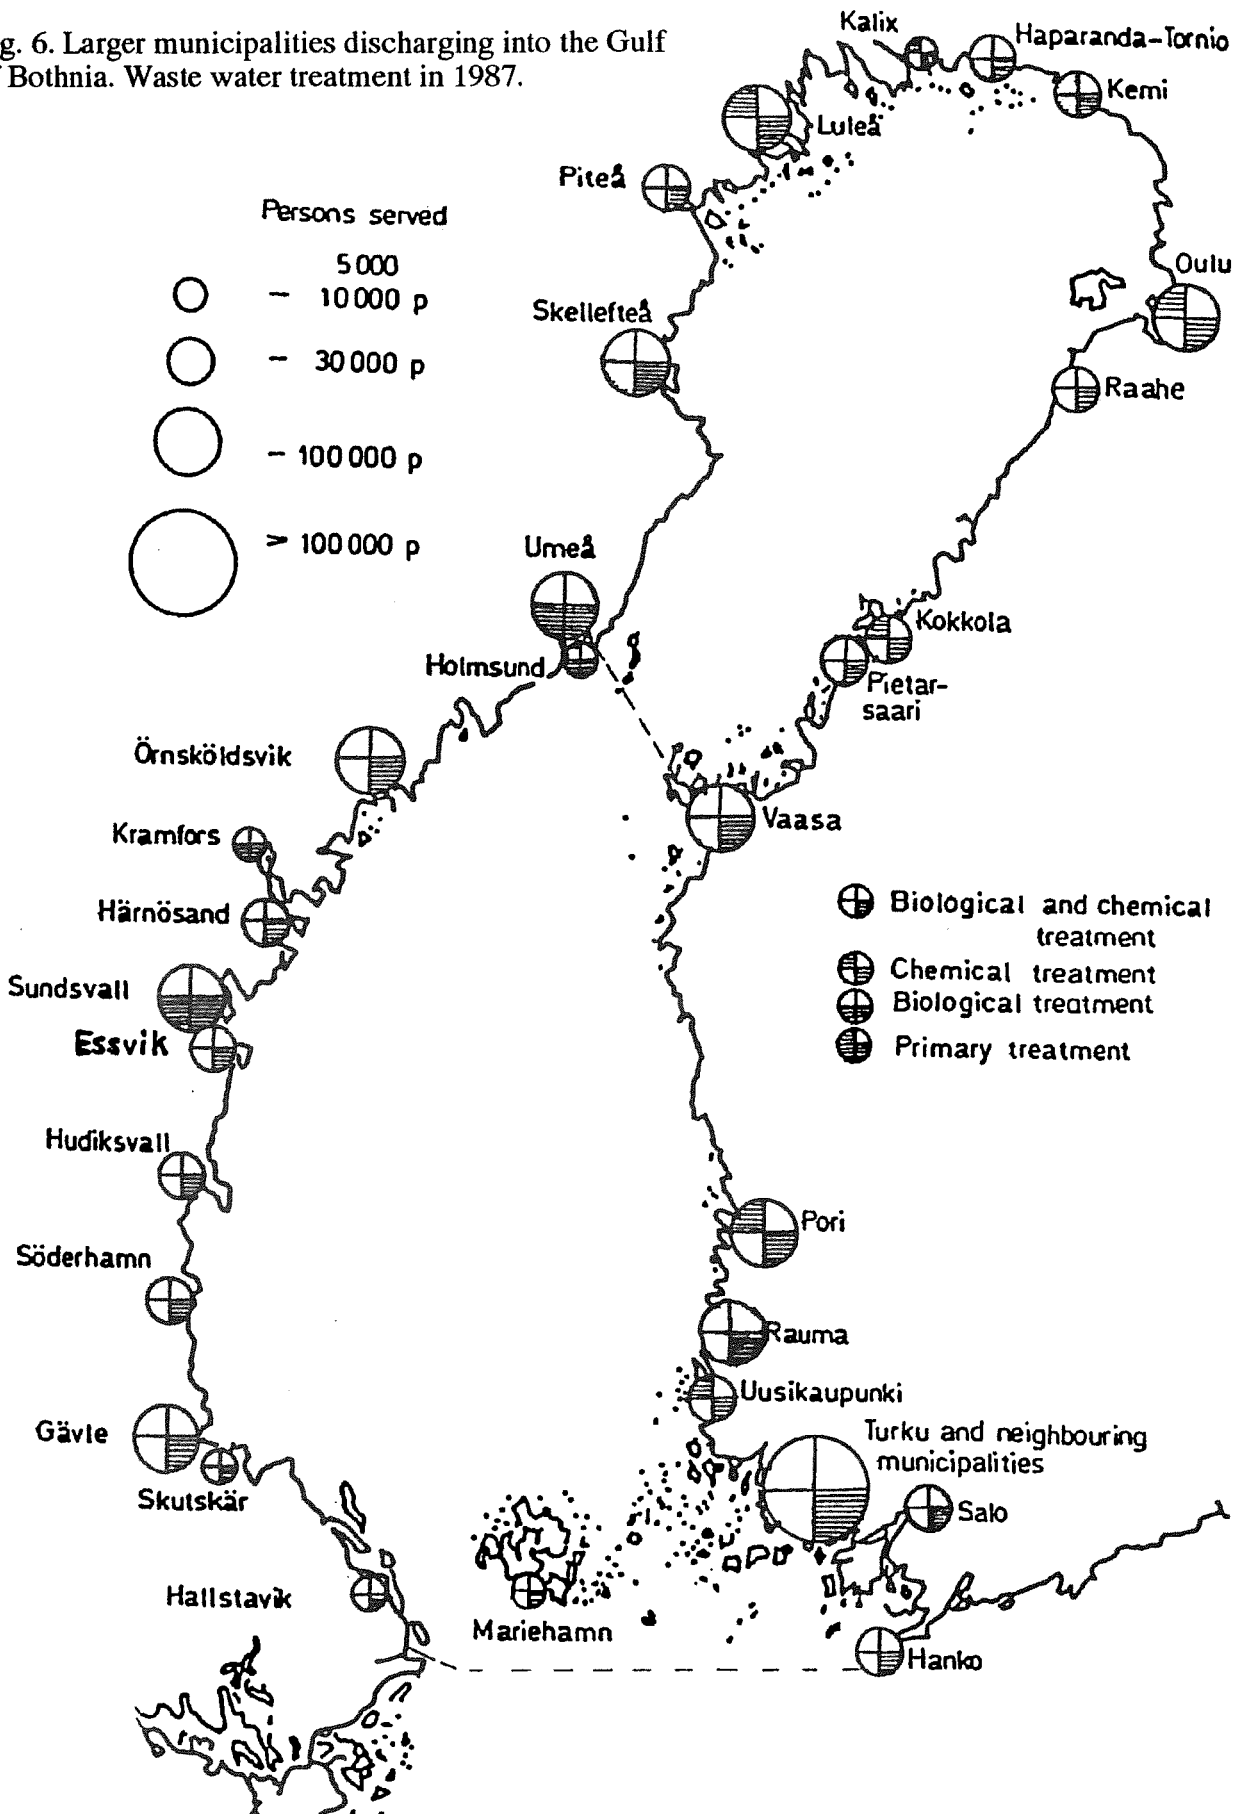 g. 6. Larger municipalities discharging into the Gulf
f Bothnia. Waste water treatment in 1987.
Kalix
Haparanda-Tornio
Kemi
Luleå
Piteå
Persons served
5 000
- 10 000 p
- 30 000 p
- 100 000 p
> 100 000 p
Oulu
Skellefteå
Raahe
Umeå
Kokkola
Holmsund
Pietar-
saari
Örnsköldsvik
Vaasa
Kramfors
Härnösand
Biological and chemical
treatment
Chemical treatment
Biological treatment
Primary treatment
Sundsvall
Essvik
Hudiksvall
Söderhamn
Pori
Rauma
Uusikaupunki
Gävle
Turku and neighbouring
municipalities
Skutskär
Salo
Hallstavik
Mariehamn
Hanko